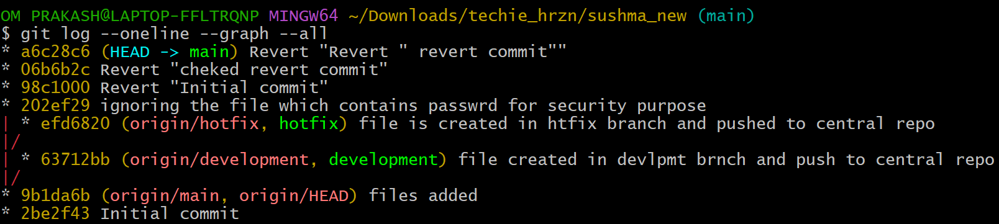 OM PRAKASH@LAPTOP-FFLTRQNP MINGW64 ~/Downloads/techie_hrzn/sushma_new (main)
$ git log --oneline --graph --all
* a6c28c6 (HEAD -> main) Revert "Revert " revert commit""
* 06b6b2c Revert "cheked revert commit"
* 98c1000 Revert "Initial commit"
* 202ef29 ignoring the file which contains passwrd for security purpose
| * efd6820 (origin/hotfix, hotfix) file is created in htfix branch and pushed to central repo
|/
| * 63712bb (origin/development, development) file created in devlpmt brnch and push to central repo
|/
* 9b1da6b (origin/main, origin/HEAD) files added
* 2be2f43 Initial commit